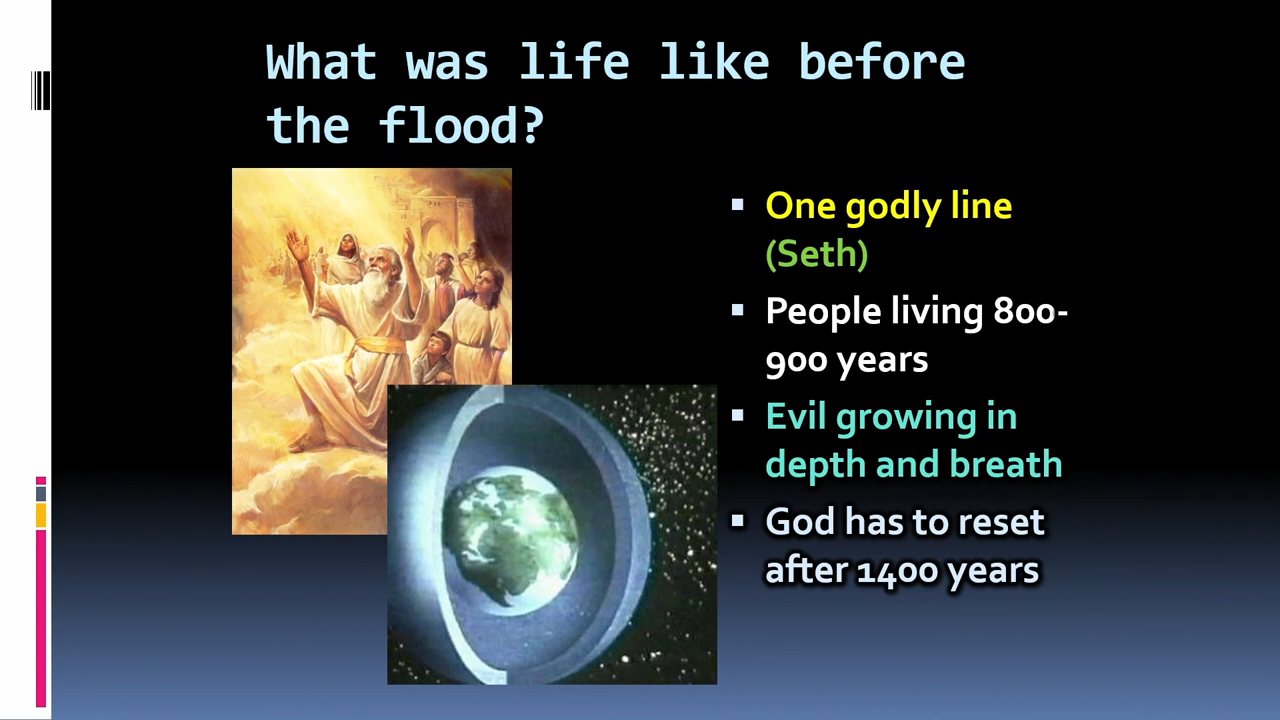 What was life like before
the flood?
▪ One godly line
(Seth)
▪ People living 800-
900 years
▪ Evil growing in
depth and breath
▪ God has to reset
after 1400 years